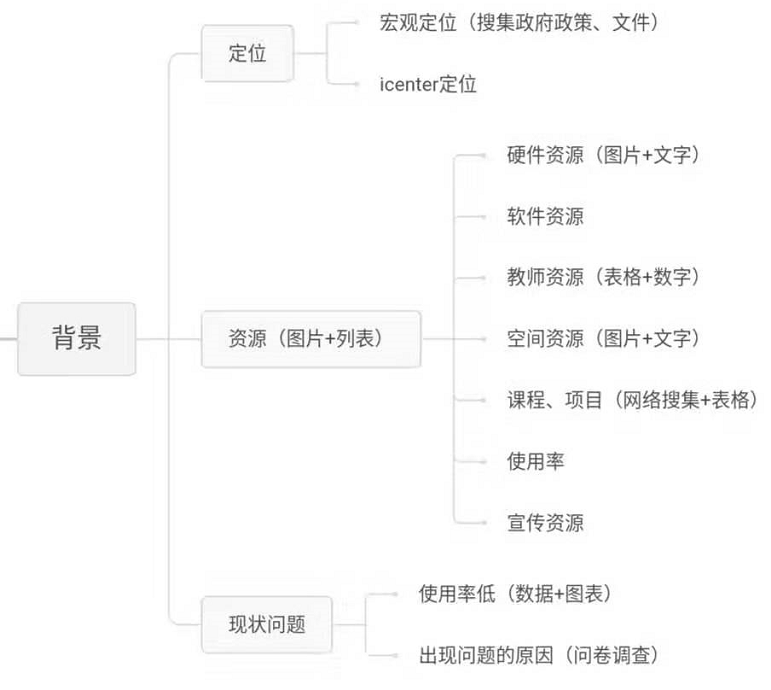 背景
定位
宏观定位（搜集政府政策、文件）
icenter定位
资源（图片+列表）
硬件资源（图片+文字）
软件资源
教师资源（表格+数字）
空间资源（图片+文字）
课程、项目（网络搜集+表格）
使用率
宣传资源
现状问题
使用率低（数据+图表）
出现问题的原因（问卷调查）